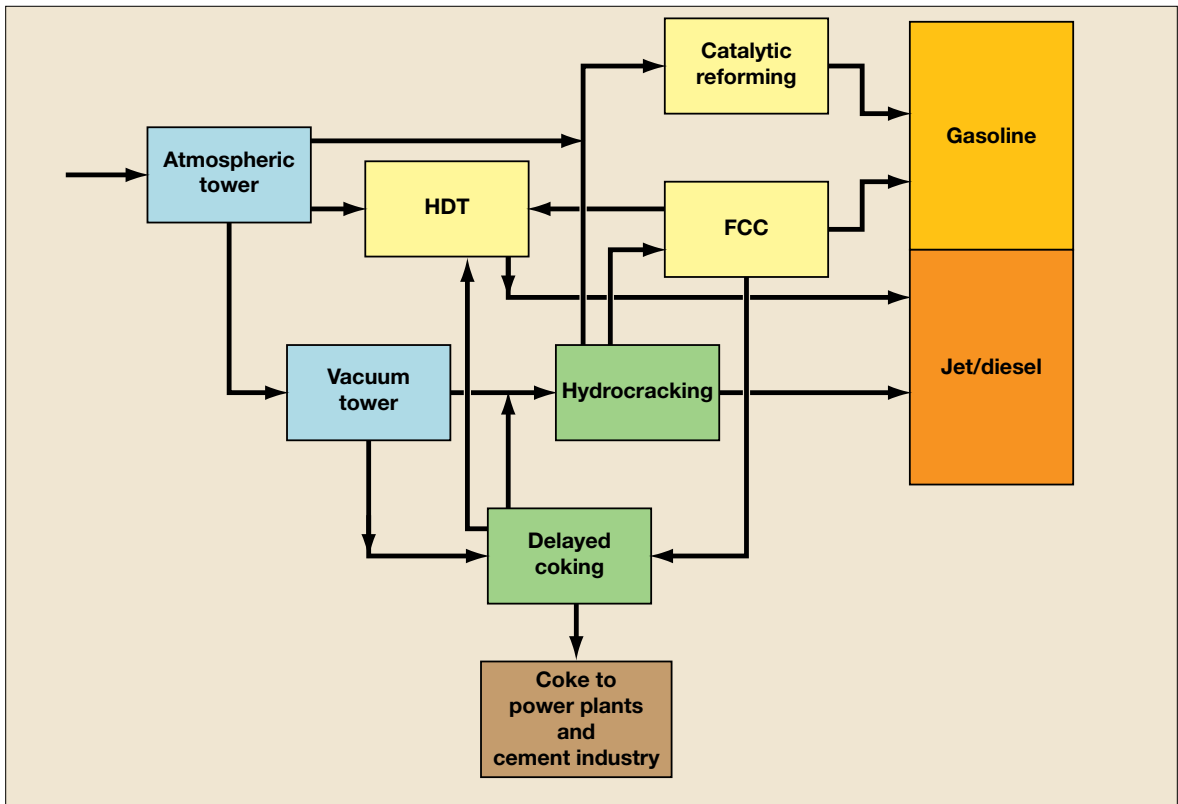 Catalytic
reforming
Gasoline
Atmospheric
tower
HDT
FCC
Vacuum
tower
Hydrocracking
Jet/diesel
Delayed
coking
Coke to
power plants
and
cement industry